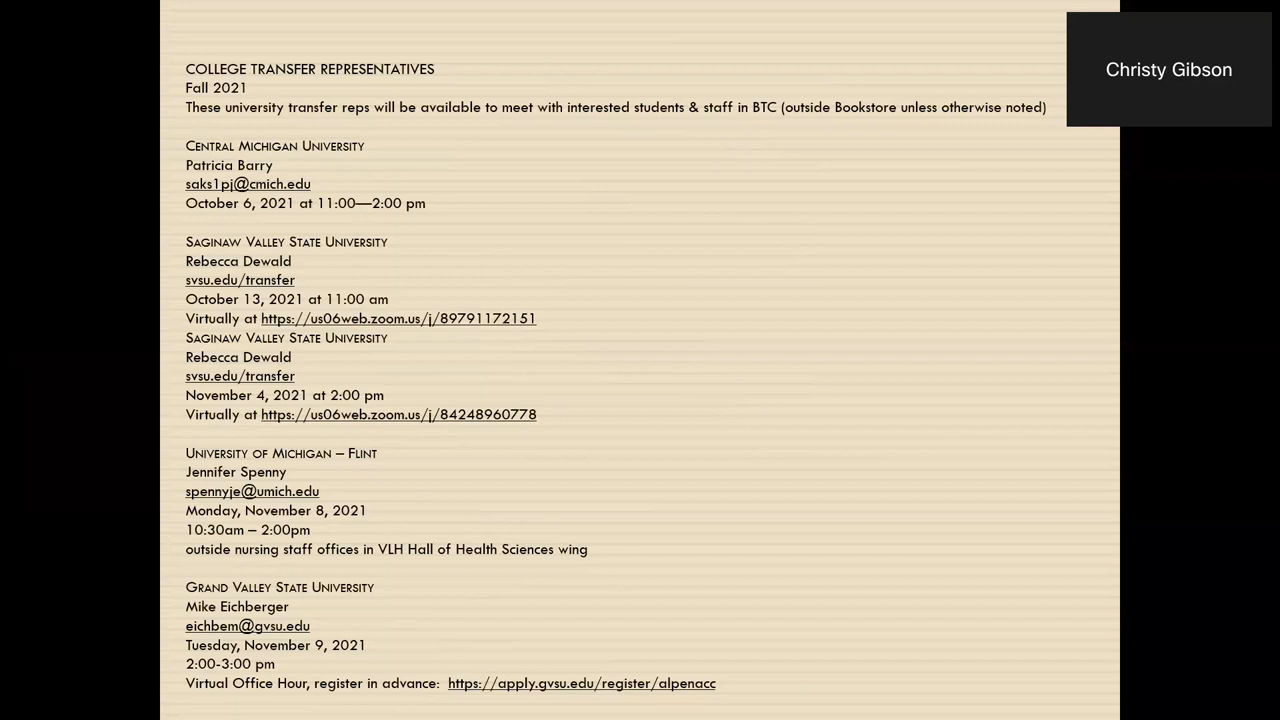 COLLEGE TRANSFER REPRESENTATIVES
Fall 2021
These university transfer reps will be available to meet with interested students & staff in BTC (outside Bookstore unless otherwise noted)
Christy Gibson
CENTRAL MICHIGAN UNIVERSITY
Patricia Barry
saks1pj@cmich.edu
October 6, 2021 at 11:00—2:00 pm
SAGINAW VALLEY STATE UNIVERSITY
Rebecca Dewald
svsu.edu/transfer
October 13, 2021 at 11:00 am
Virtually at https://us06web.zoom.us/j/89791172151
SAGINAW VALLEY STATE UNIVERSITY
Rebecca Dewald
svsu.edu/transfer
November 4, 2021 at 2:00 pm
Virtually at https://us06web.zoom.us/j/84248960778
UNIVERSITY OF MICHIGAN – FLINT
Jennifer Spenny
spennyje@umich.edu
Monday, November 8, 2021
10:30am – 2:00pm
outside nursing staff offices in VLH Hall of Health Sciences wing
GRAND VALLEY STATE UNIVERSITY
Mike Eichberger
eichbem@gvsu.edu
Tuesday, November 9, 2021
2:00-3:00 pm
Virtual Office Hour, register in advance: https://apply.gvsu.edu/register/alpenacc